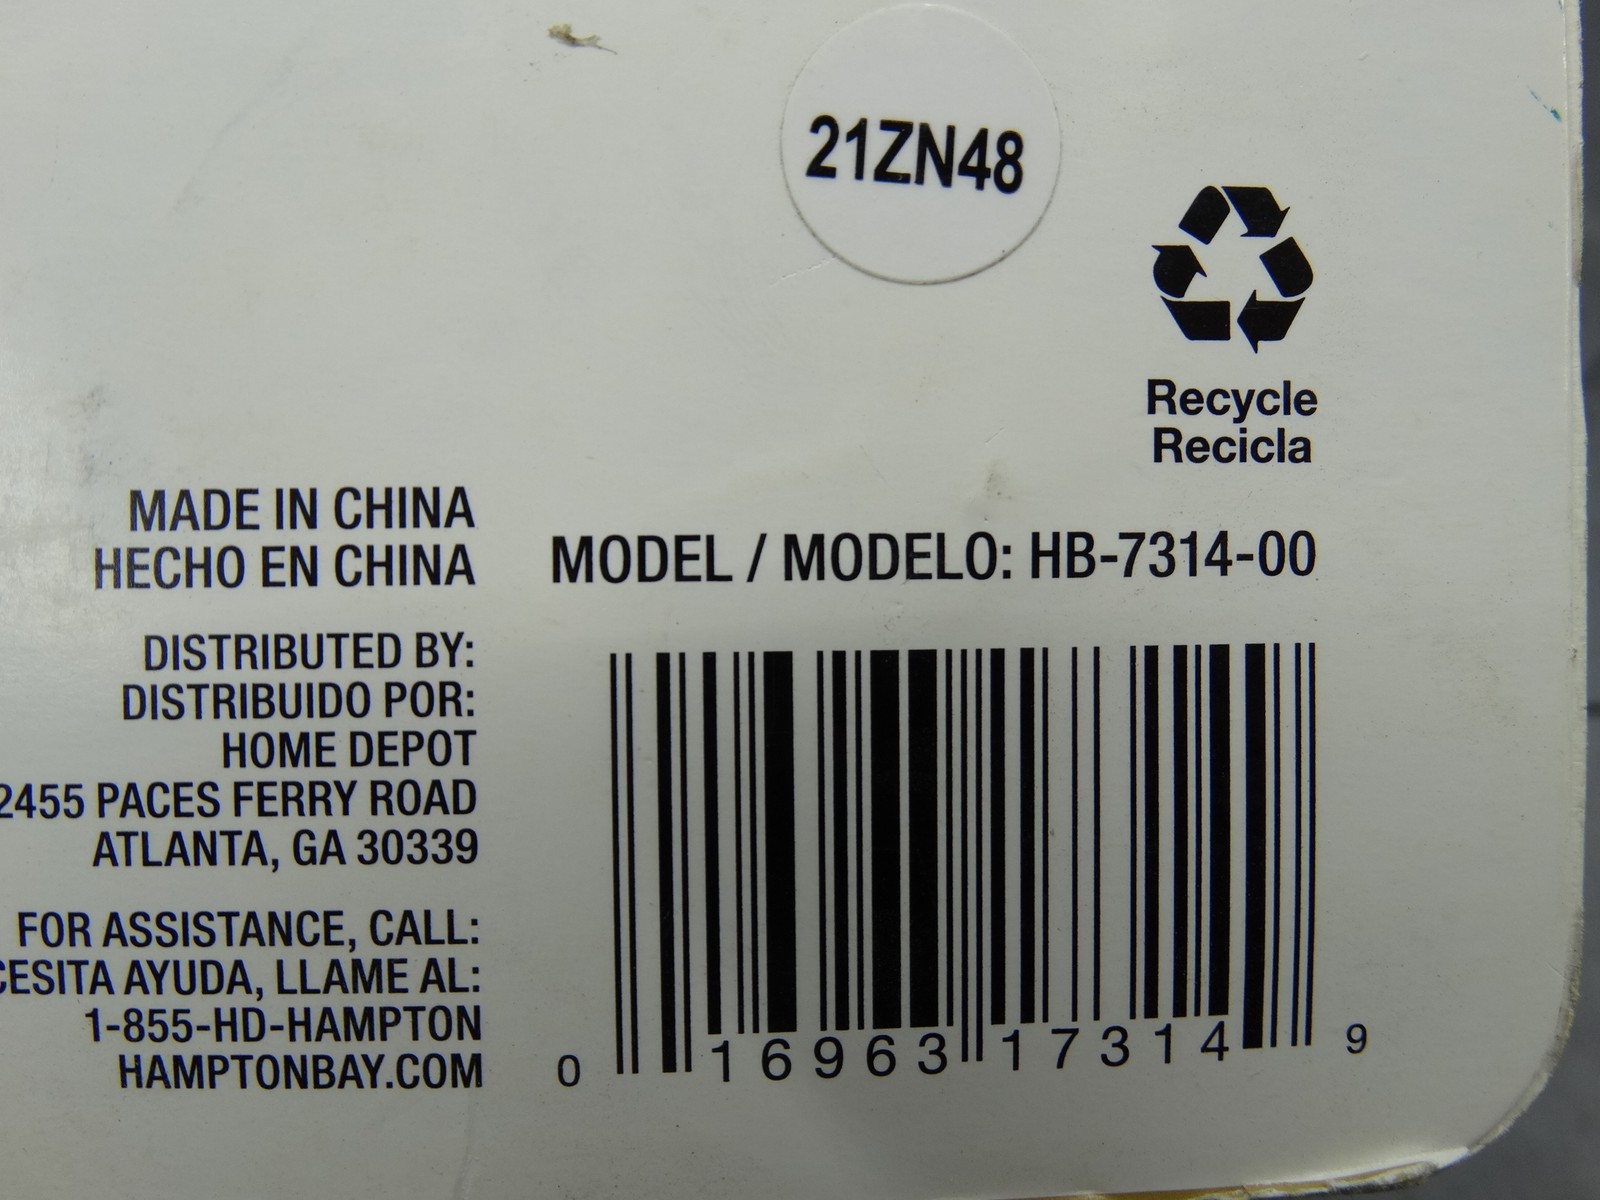 21ZN48
Recycle
Recicla
MADE IN CHINA
HECHO EN CHINA
MODEL / MODELO: HB-7314-00
DISTRIBUTED BY:
DISTRIBUIDO POR:
HOME DEPOT
2455 PACES FERRY ROAD
ATLANTA, GA 30339
FOR ASSISTANCE, CALL:
AYUDA, LLAME AL:
1-855-HD-HAMPTON
HAMPTONBAY.COM
0 16963 17314 9